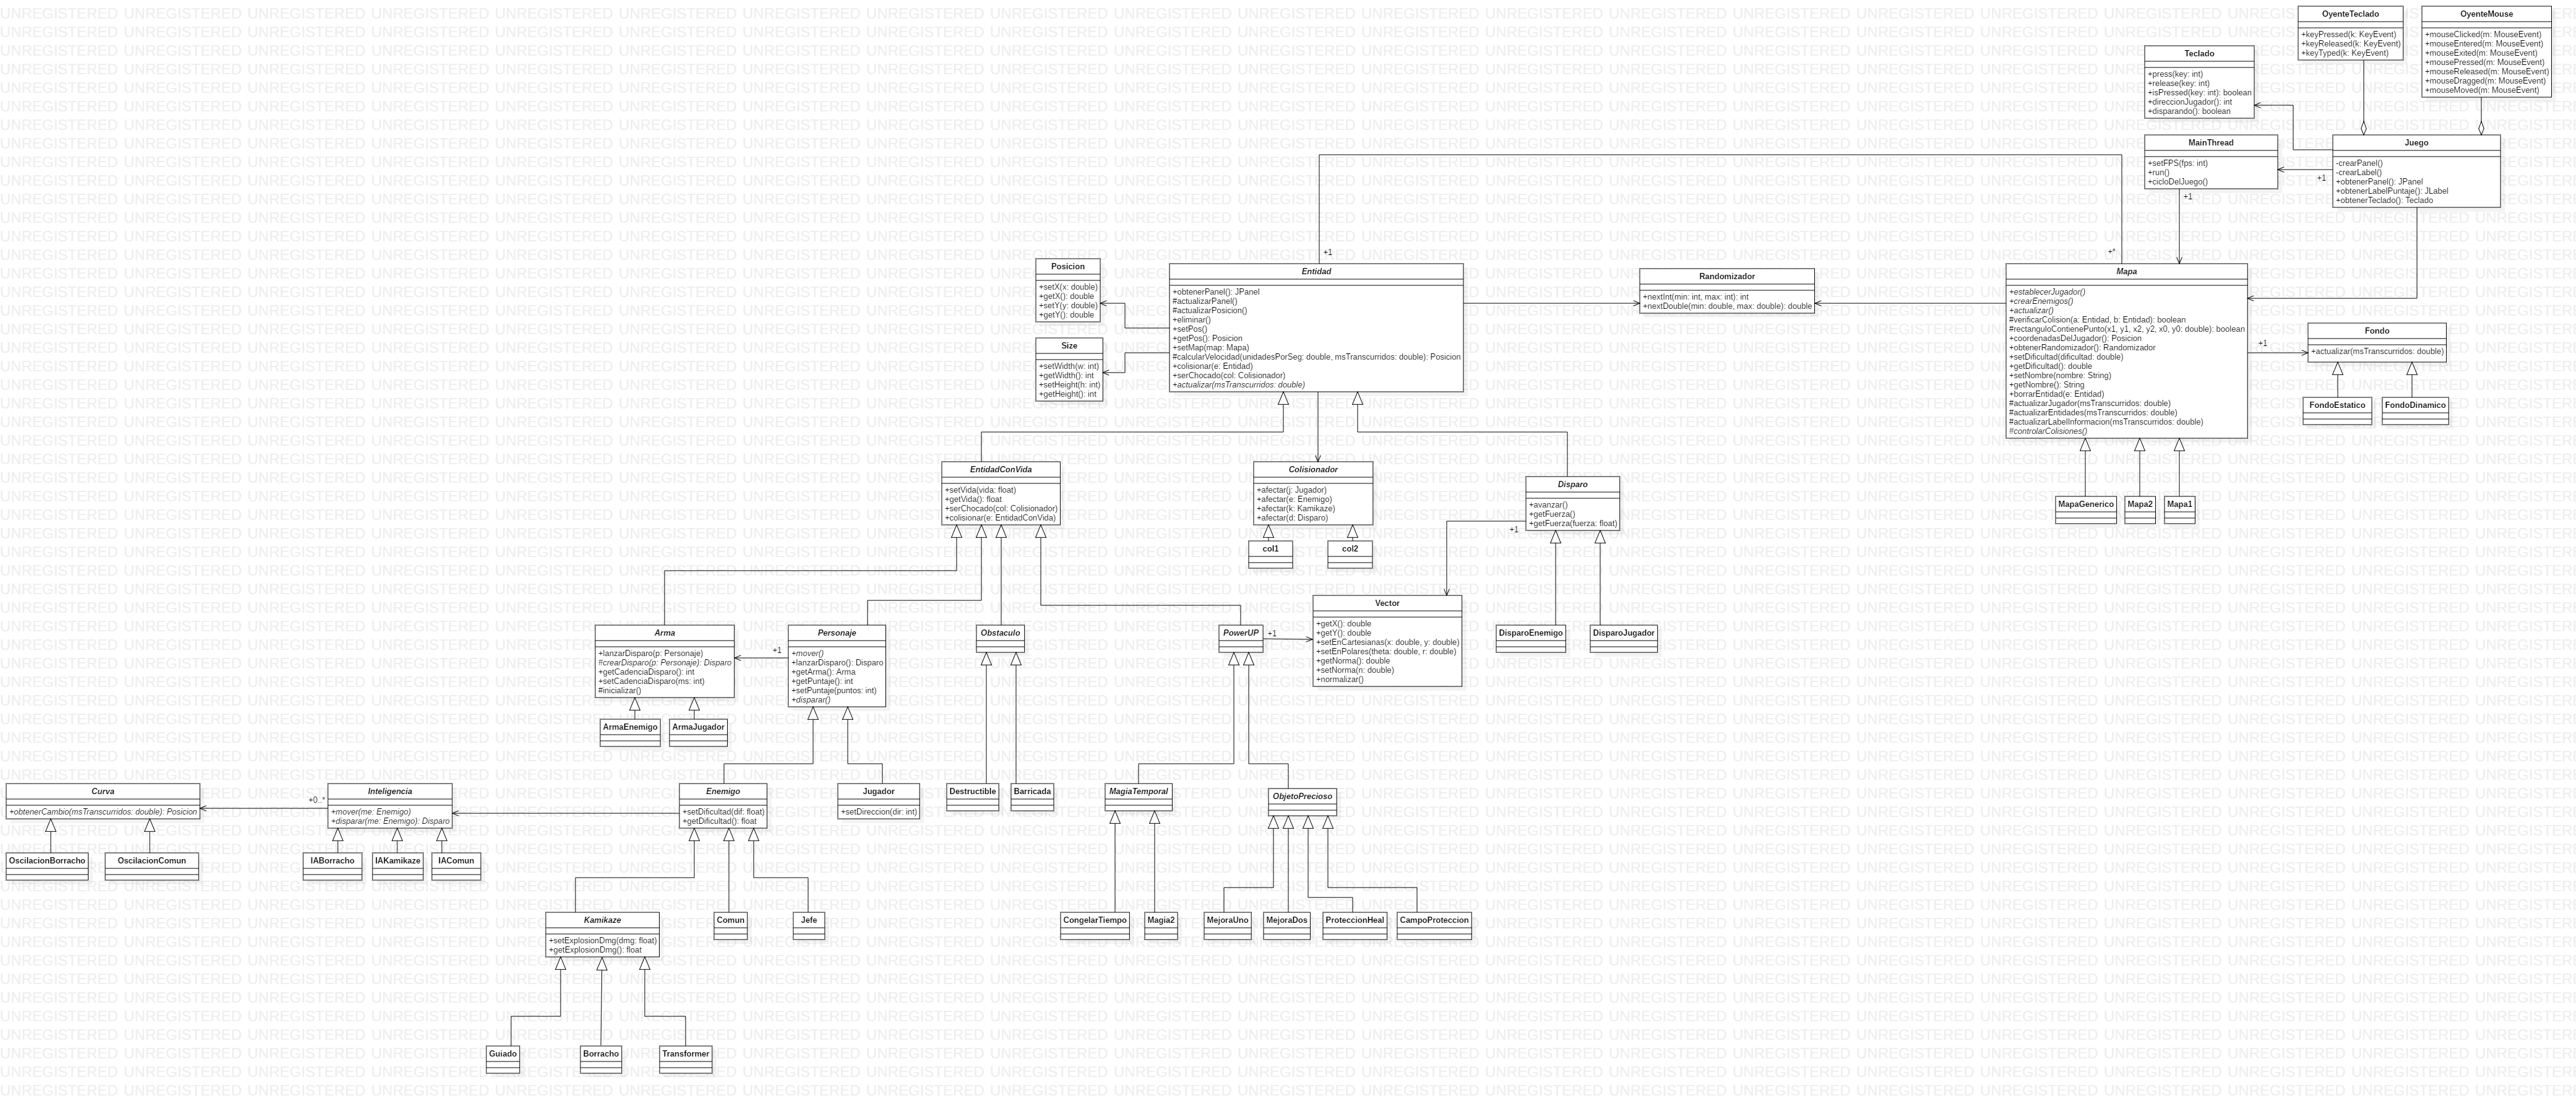 UNREGISTERED
OyenteTeclado
+keyPressed(k: KeyEvent)
+keyReleased(k: KeyEvent)
+keyTyped(k: KeyEvent)
OyenteMouse
+mouseClicked(m: MouseEvent)
+mouseEntered(m: MouseEvent)
+mouseExited(m: MouseEvent)
+mousePressed(m: MouseEvent)
+mouseReleased(m: MouseEvent)
+mouseDragged(m: MouseEvent)
+mouseMoved(m: MouseEvent)
Teclado
+press(key: int)
+release(key: int)
+isPressed(key: int): boolean
+direccionJugador(): int
+disparando(): boolean
MainThread
+setFPS(fps: int)
+run()
+cicloDelJuego()
+1
+1
Juego
-crearPanel()
-crearLabel()
+obtenerPanel(): JPanel
+obtenerLabelPuntaje(): JLabel
+obtenerTeclado(): Teclado
+1
+*
Posicion
+setX(x: double)
+getX(): double
+setY(y: double)
+getY(): double
Size
+setWidth(w: int)
+getWidth(): int
+setHeight(h: int)
+getHeight(): int
Entidad
+obtenerPanel(): JPanel
#actualizarPanel()
#actualizarPosicion()
+eliminar()
+setPos()
+getPos(): Posicion
+setMap(map: Mapa)
#calcularVelocidad(unidadesPorSeg: double, msTranscurridos: double): Posicion
+colisionar(e: Entidad)
+serChocado(col: Colisionador)
+actualizar(msTranscurridos: double)
Randomizador
+nextInt(min: int, max: int): int
+nextDouble(min: double, max: double): double
Mapa
+establecerJugador()
+crearEnemigos()
+actualizar()
#verificarColision(a: Entidad, b: Entidad): boolean
#rectanguloContienePunto(x1, y1, x2, y2, x0, y0: double): boolean
+coordenadasDelJugador(): Posicion
+obtenerRandomizador(): Randomizador
+setDificultad(dificultad: double)
+getDificultad(): double
+setNombre(nombre: String)
+getNombre(): String
+borrarEntidad(e: Entidad)
#actualizarJugador(msTranscurridos: double)
#actualizarEntidades(msTranscurridos: double)
#actualizarLabelInformacion(msTranscurridos: double)
#controlarColisiones()
+1
Fondo
+actualizar(msTranscurridos: double)
FondoEstatico
FondoDinamico
MapaGenerico
Mapa2
Mapa1
EntidadConVida
+setVida(vida: float)
+getVida(): float
+serChocado(col: Colisionador)
+colisionar(e: EntidadConVida)
Colisionador
+afectar(j: Jugador)
+afectar(e: Enemigo)
+afectar(k: Kamikaze)
+afectar(d: Disparo)
col1
col2
Disparo
+avanzar()
+getFuerza()
+getFuerza(fuerza: float)
+1
Vector
+getX(): double
+getY(): double
+setEnCartesianas(x: double, y: double)
+setEnPolares(theta: double, r: double)
+getNorma(): double
+setNorma(n: double)
+normalizar()
DisparoEnemigo
DisparoJugador
Arma
+lanzarDisparo(p: Personaje)
#crearDisparo(p: Personaje): Disparo
+getCadenciaDisparo(): int
+setCadenciaDisparo(ms: int)
#inicializar()
+1
Personaje
+mover()
+lanzarDisparo(): Disparo
+getArma(): Arma
+getPuntaje(): int
+setPuntaje(puntos: int)
+disparar()
Obstaculo
PowerUP
+1
ArmaEnemigo
ArmaJugador
Curva
+obtenerCambio(msTranscurridos: double): Posicion
+0..*
Inteligencia
+mover(me: Enemigo)
+disparar(me: Enemigo): Disparo
Enemigo
+setDificultad(dif: float)
+getDificultad(): float
Jugador
+setDireccion(dir: int)
Destructible
Barricada
MagiaTemporal
ObjetoPrecioso
OscilacionBorracho
OscilacionComun
IABorracho
IAKamikaze
IAComun
Kamikaze
+setExplosionDmg(dmg: float)
+getExplosionDmg(): float
Comun
Jefe
CongelarTiempo
Magia2
MejoraUno
MejoraDos
ProteccionHeal
CampoProteccion
Guiado
Borracho
Transformer